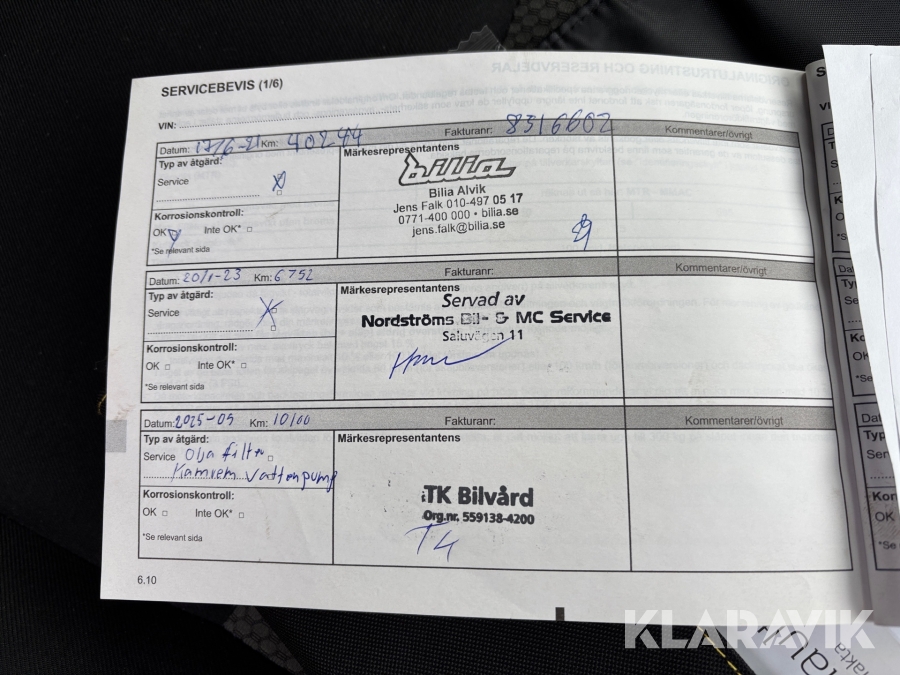 SERVICEBEVIS (1/6)
VIN:
Datum: 17/6-21 Km: 40244 Fakturanr: 8316602 Kommentarer/övrigt
Typ av åtgärd: Märkesrepresentantens
Service
bilia
Bilia Alvik
Jens Falk 010-497 05 17
0771-400 000 • bilia.se
jens.falk@bilia.se
Korrosionskontroll:
OK Inte OK*
*Se relevant sida
Datum: 20/1-23 Km: 6752 Fakturanr: Kommentarer/övrigt
Typ av åtgärd: Märkesrepresentantens
Service
Servad av
Nordströms Bil- & MC Service
Saluvägen 11
Korrosionskontroll:
OK Inte OK*
*Se relevant sida
Datum: 2025-05 Km: 10100 Fakturanr: Kommentarer/övrigt
Typ av åtgärd: Märkesrepresentantens
Service Olja filter
Kamrem Vattenpump
TK Bilvård
Org.nr. 559138-4200
Korrosionskontroll:
OK Inte OK*
*Se relevant sida
6.10
KLARAVIK